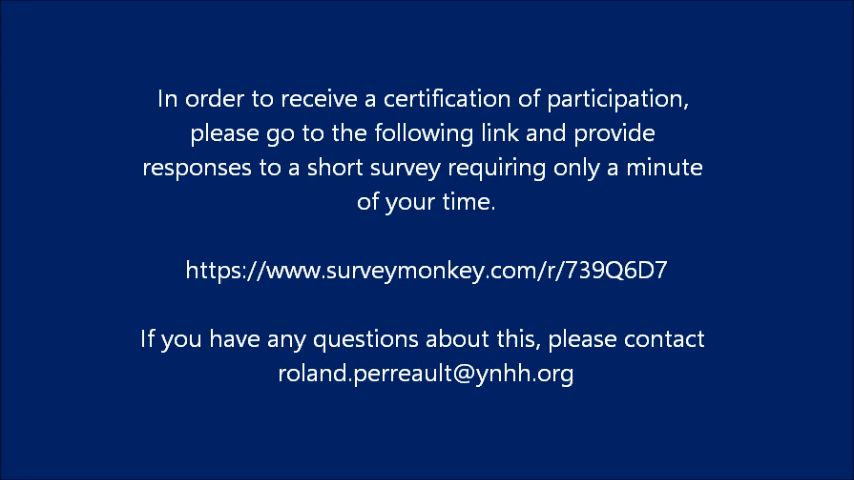 In order to receive a certification of participation,
please go to the following link and provide
responses to a short survey requiring only a minute
of your time.
https://www.surveymonkey.com/r/739Q6D7
If you have any questions about this, please contact
roland.perreault@ynhh.org